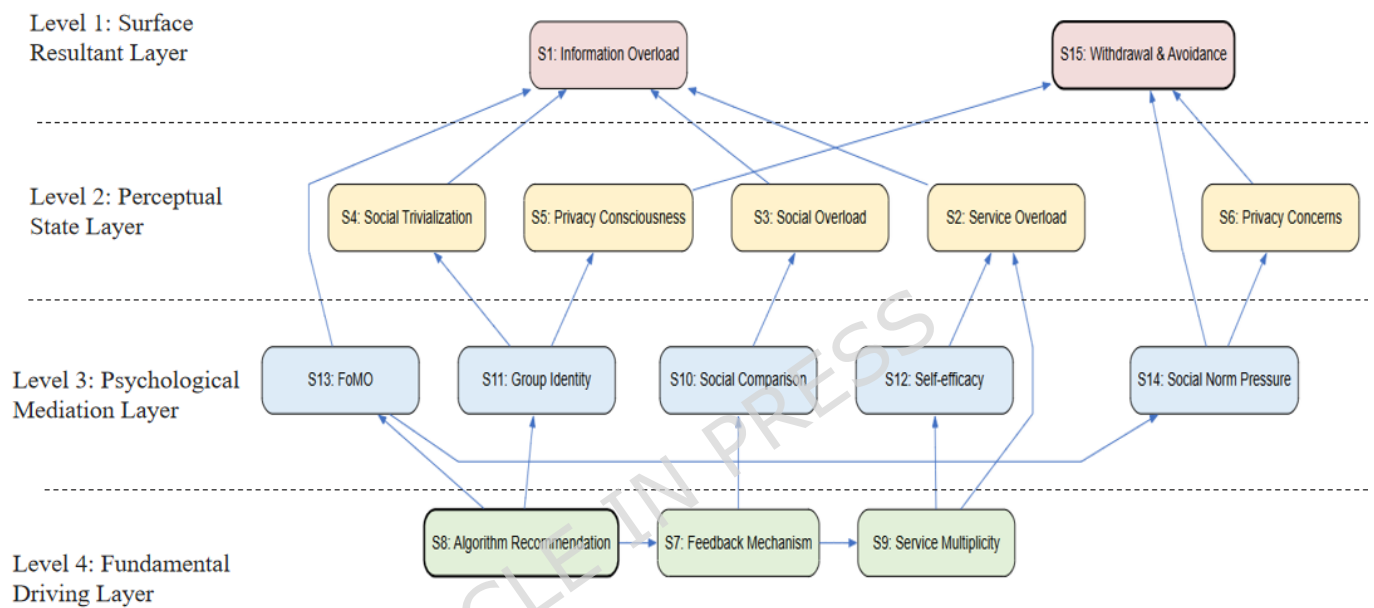 Level 1: Surface
Resultant Layer
S1: Information Overload
S15: Withdrawal & Avoidance
Level 2: Perceptual
State Layer
S4: Social Trivialization
S5: Privacy Consciousness
S3: Social Overload
S2: Service Overload
S6: Privacy Concerns
Level 3: Psychological
Mediation Layer
S13: FoMO
S11: Group Identity
S10: Social Comparison
S12: Self-efficacy
S14: Social Norm Pressure
Level 4: Fundamental
Driving Layer
S8: Algorithm Recommendation
S7: Feedback Mechanism
S9: Service Multiplicity
CLE IN PRESS